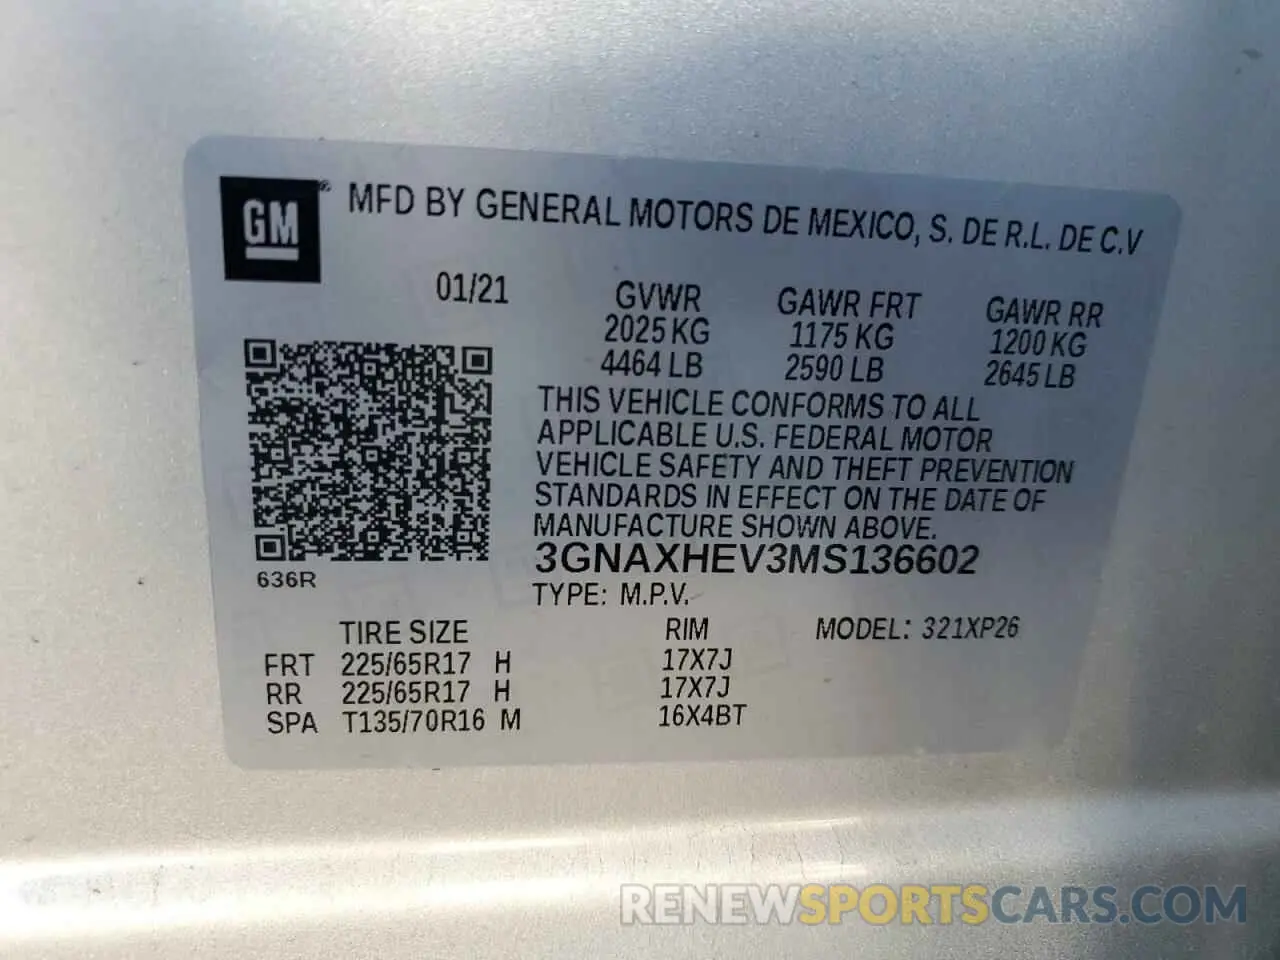 GM® MFD BY GENERAL MOTORS DE MEXICO, S. DE R.L. DE C.V
01/21 GVWR GAWR FRT GAWR RR
2025 KG 1175 KG 1200 KG
4464 LB 2590 LB 2645 LB
THIS VEHICLE CONFORMS TO ALL
APPLICABLE U.S. FEDERAL MOTOR
VEHICLE SAFETY AND THEFT PREVENTION
STANDARDS IN EFFECT ON THE DATE OF
MANUFACTURE SHOWN ABOVE.
3GNAXHEV3MS136602
636R
TYPE: M.P.V.
TIRE SIZE RIM MODEL: 321XP26
FRT 225/65R17 H 17X7J
RR 225/65R17 H 17X7J
SPA T135/70R16 M 16X4BT
RENEWSPORTSCARS.COM